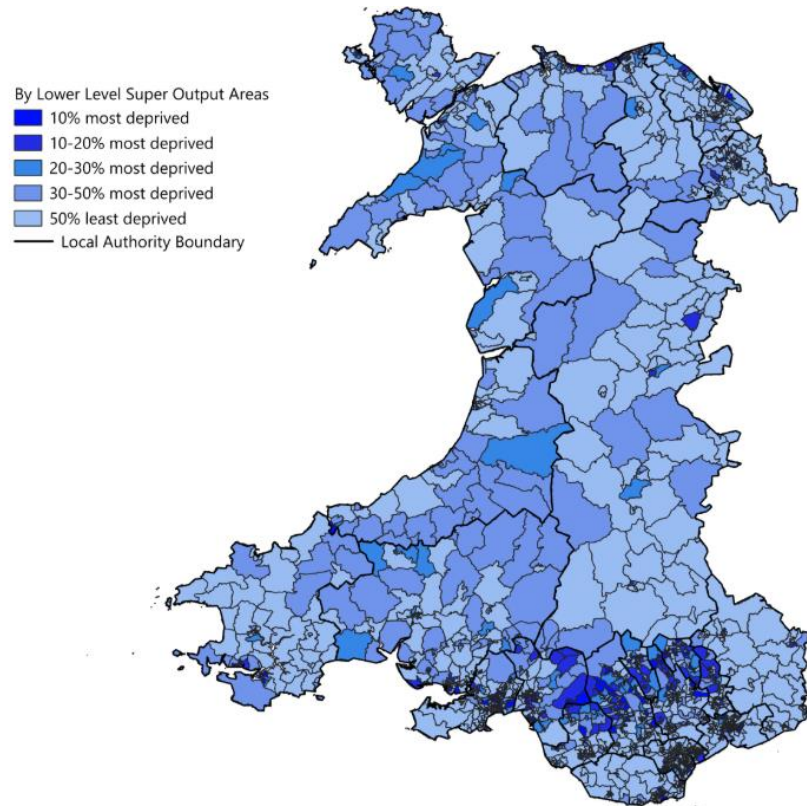 By Lower Level Super Output Areas
10% most deprived
10-20% most deprived
20-30% most deprived
30-50% most deprived
50% least deprived
Local Authority Boundary